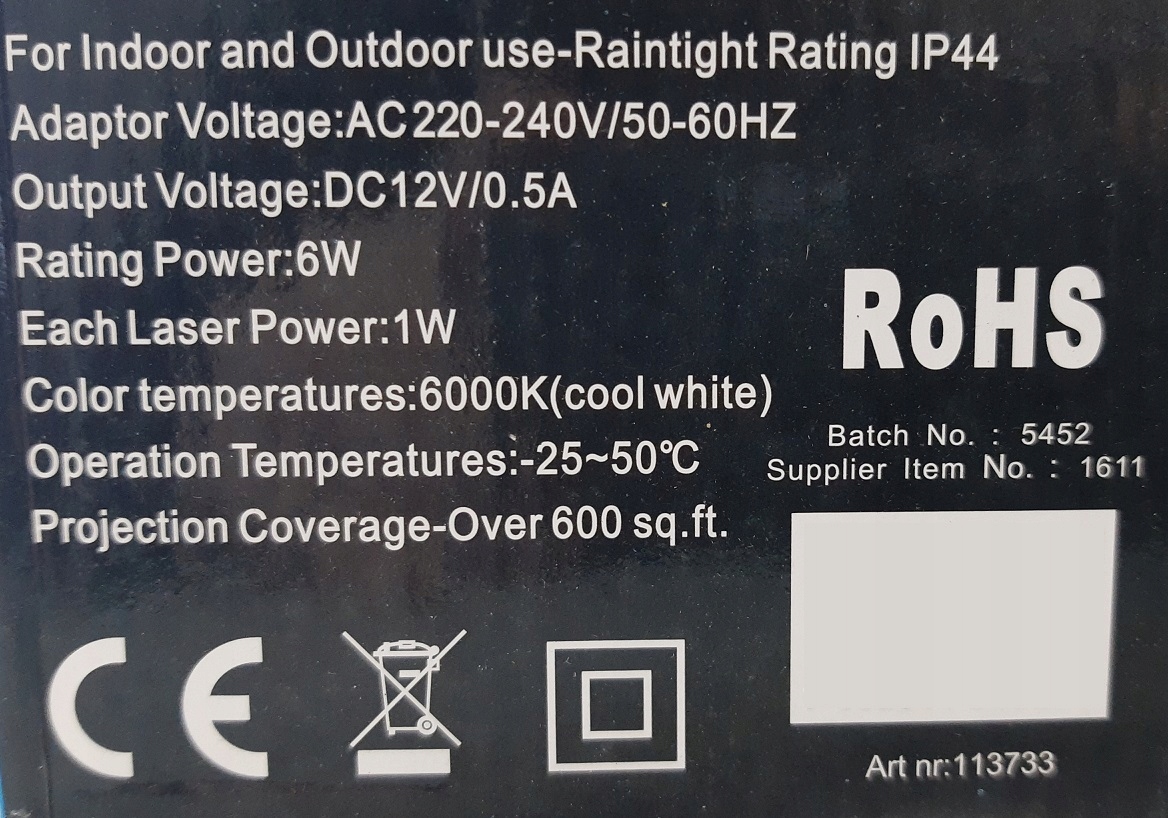 For Indoor and Outdoor use-Raintight Rating IP44
Adaptor Voltage:AC220-240V/50-60HZ
Output Voltage:DC12V/0.5A
Rating Power:6W
Each Laser Power:1W
Color temperatures:6000K(cool white)
Operation Temperatures:-25~50℃
Projection Coverage-Over 600 sq.ft.
RoHS
Batch No. : 5452
Supplier Item No. : 1611
CE
Art nr:113733